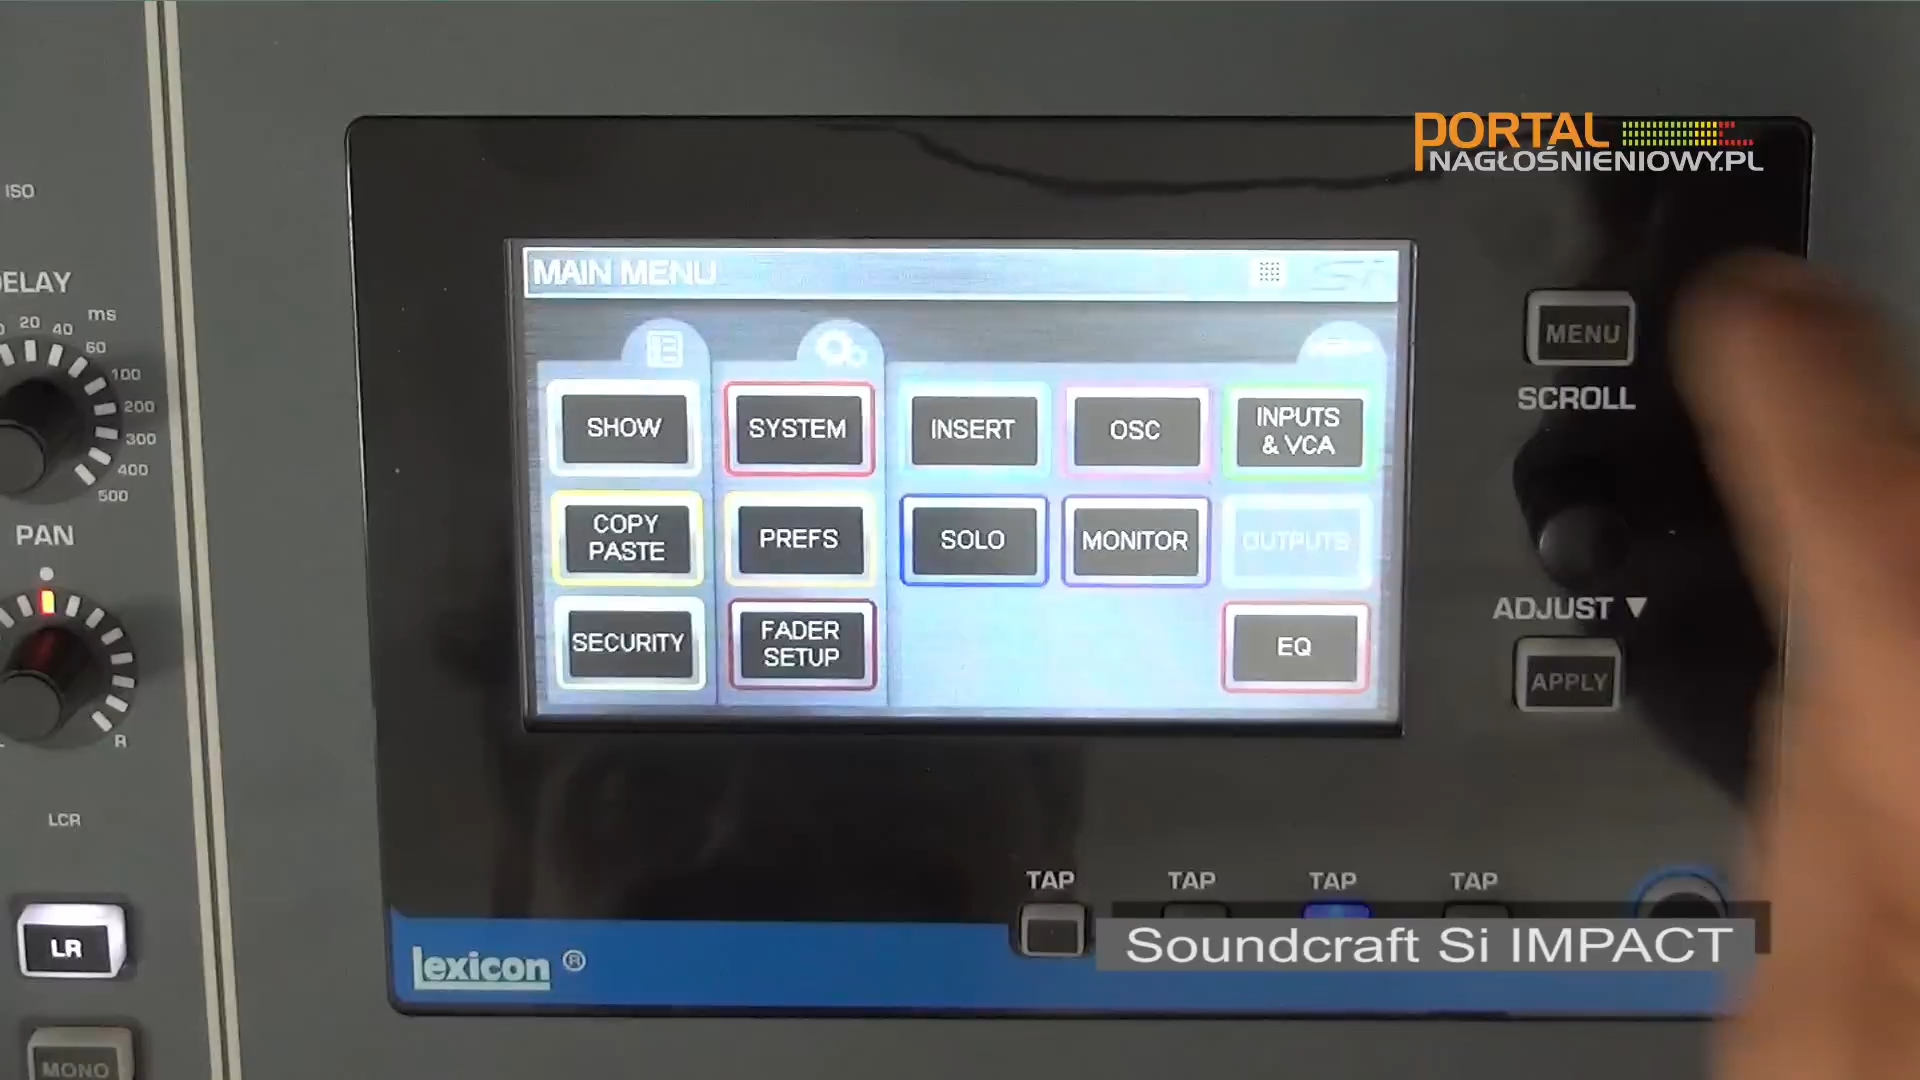 PORTAL
NAGŁOŚNIENIOWY.PL
ISO
DELAY
ms
20
40
60
100
200
300
400
500
PAN
R
LCR
LR
MONO
MAIN MENU
Si
SHOW
SYSTEM
INSERT
OSC
INPUTS
& VCA
COPY
PASTE
PREFS
SOLO
MONITOR
OUTPUTS
SECURITY
FADER
SETUP
EQ
MENU
SCROLL
ADJUST ▼
APPLY
TAP
TAP
TAP
TAP
lexicon ®
Soundcraft Si IMPACT